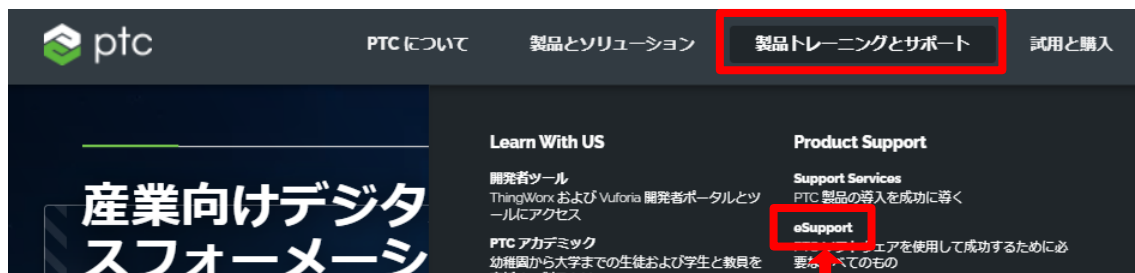 ptc
PTC について
製品とソリューション
製品トレーニングとサポート
試用と購入
産業向けデジタ
スフォーメーシ
Learn With US
開発者ツール
ThingWorx および Vuforia 開発者ポータルとツ
ールにアクセス
PTC アカデミック
幼稚園から大学までの生徒および学生と教員を
Product Support
Support Services
PTC 製品の導入を成功に導く
eSupport
ェアを使用して成功するために必
要な べてのもの